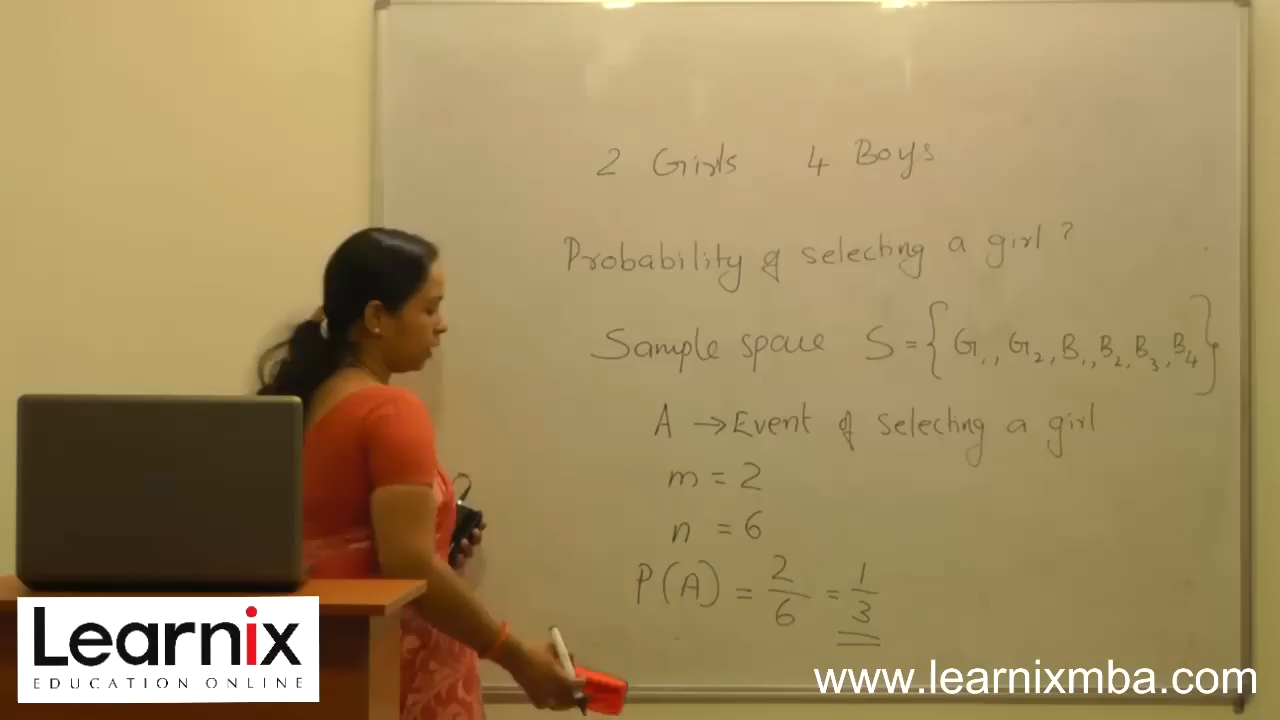 2 Girls 4 Boys
Probability of selecting a girl?
Sample space S = {G1, G2, B1, B2, B3, B4}
A → Event of selecting a girl.
m = 2
n = 6
P(A) = 2/6 = 1/3
Learnix
EDUCATION ONLINE
www.learnixmba.com